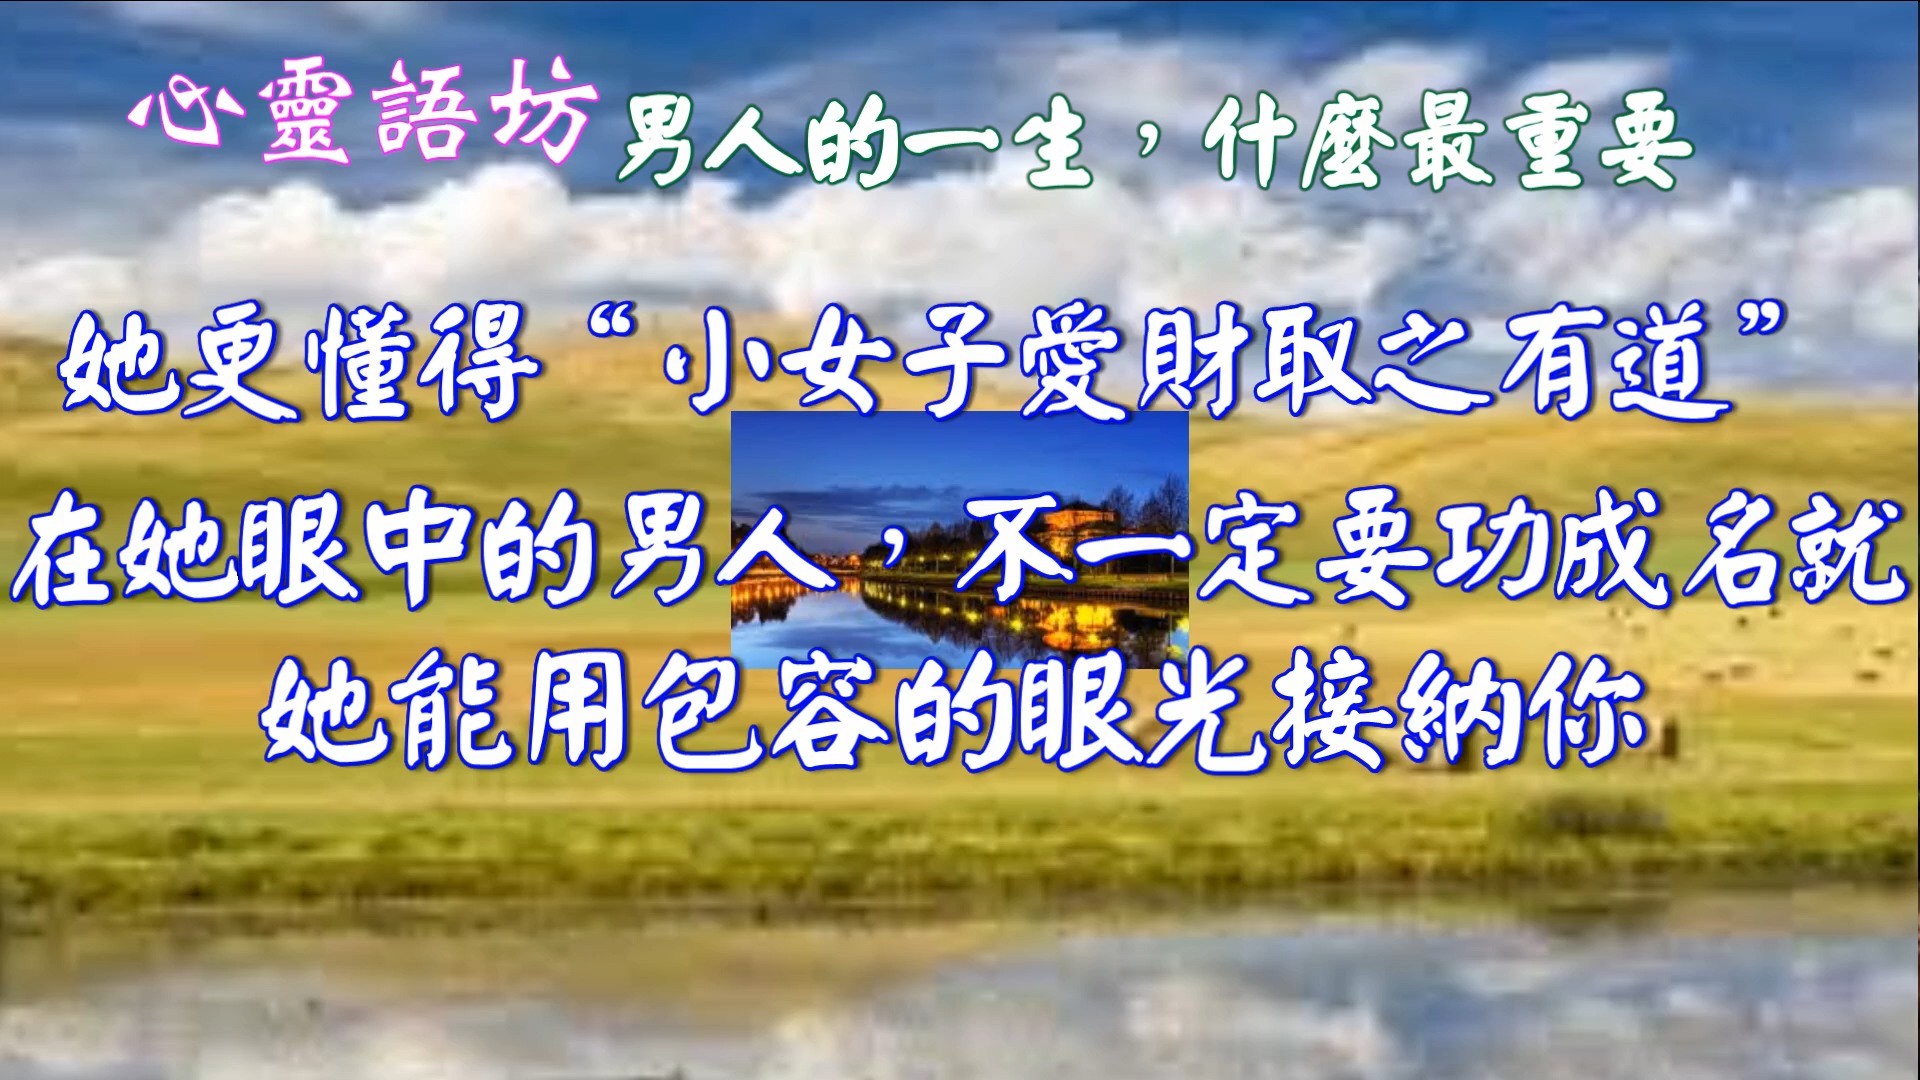 心靈語坊 男人的一生，什麼最重要
她更懂得“小女子愛財取之有道”
在她眼中的男人，不一定要功成名就
她能用包容的眼光接納你